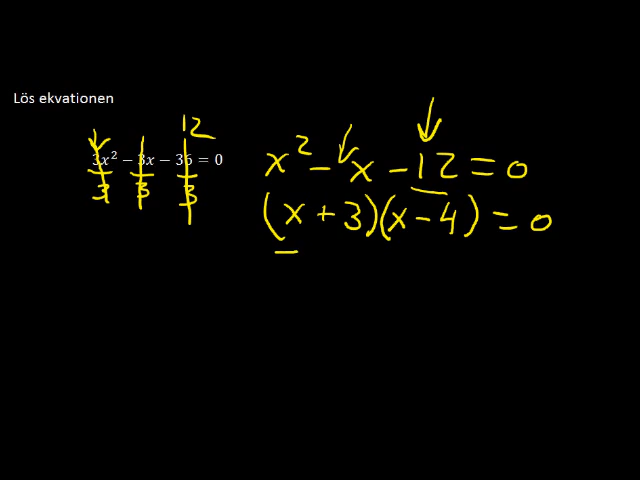 Lös ekvationen
12
3x² − 3x − 36 = 0
3 3 3
x² − x − 12 = 0
(x + 3)(x − 4) = 0